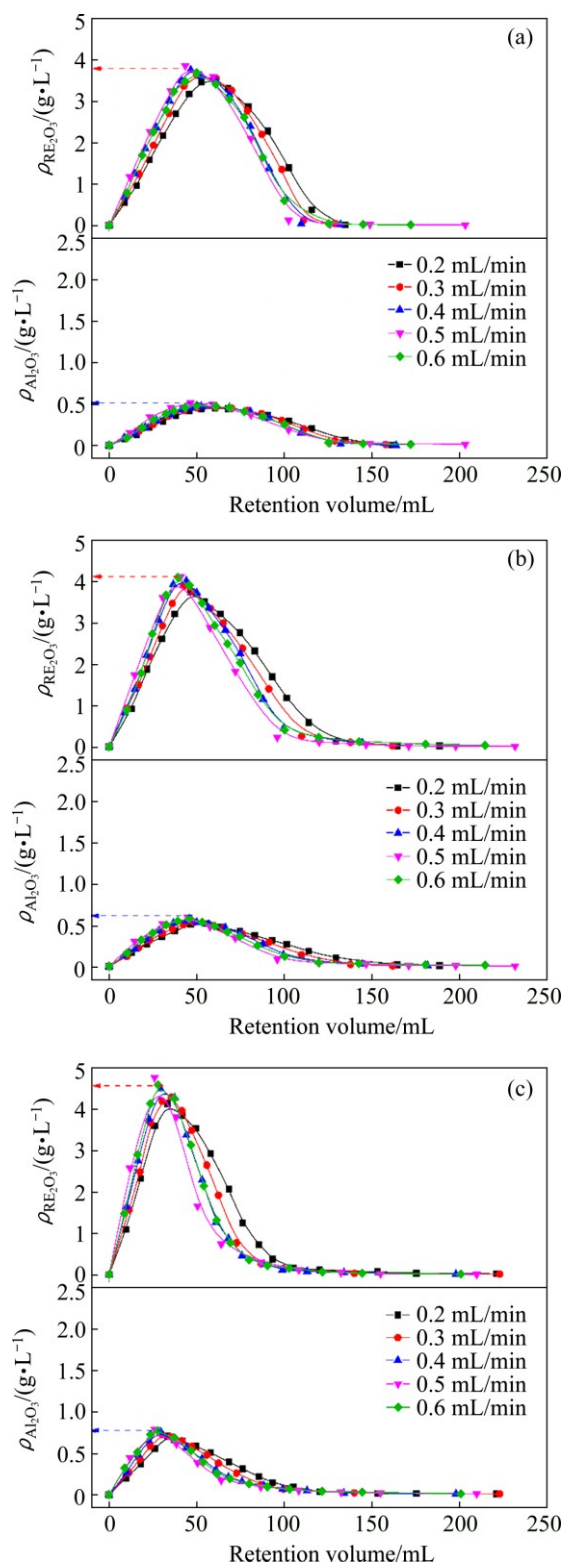 (a)
5
4
3
2
1
0
ρRE₂O₃/(g•L⁻¹)
2.5
2.0
1.5
1.0
0.5
0
ρAl₂O₃/(g•L⁻¹)
0.2 mL/min
0.3 mL/min
0.4 mL/min
0.5 mL/min
0.6 mL/min
0 50 100 150 200 250
Retention volume/mL
(b)
5
4
3
2
1
0
ρRE₂O₃/(g•L⁻¹)
2.5
2.0
1.5
1.0
0.5
0
ρAl₂O₃/(g•L⁻¹)
0.2 mL/min
0.3 mL/min
0.4 mL/min
0.5 mL/min
0.6 mL/min
0 50 100 150 200 250
Retention volume/mL
(c)
5
4
3
2
1
0
ρRE₂O₃/(g•L⁻¹)
2.5
2.0
1.5
1.0
0.5
0
ρAl₂O₃/(g•L⁻¹)
0.2 mL/min
0.3 mL/min
0.4 mL/min
0.5 mL/min
0.6 mL/min
0 50 100 150 200 250
Retention volume/mL